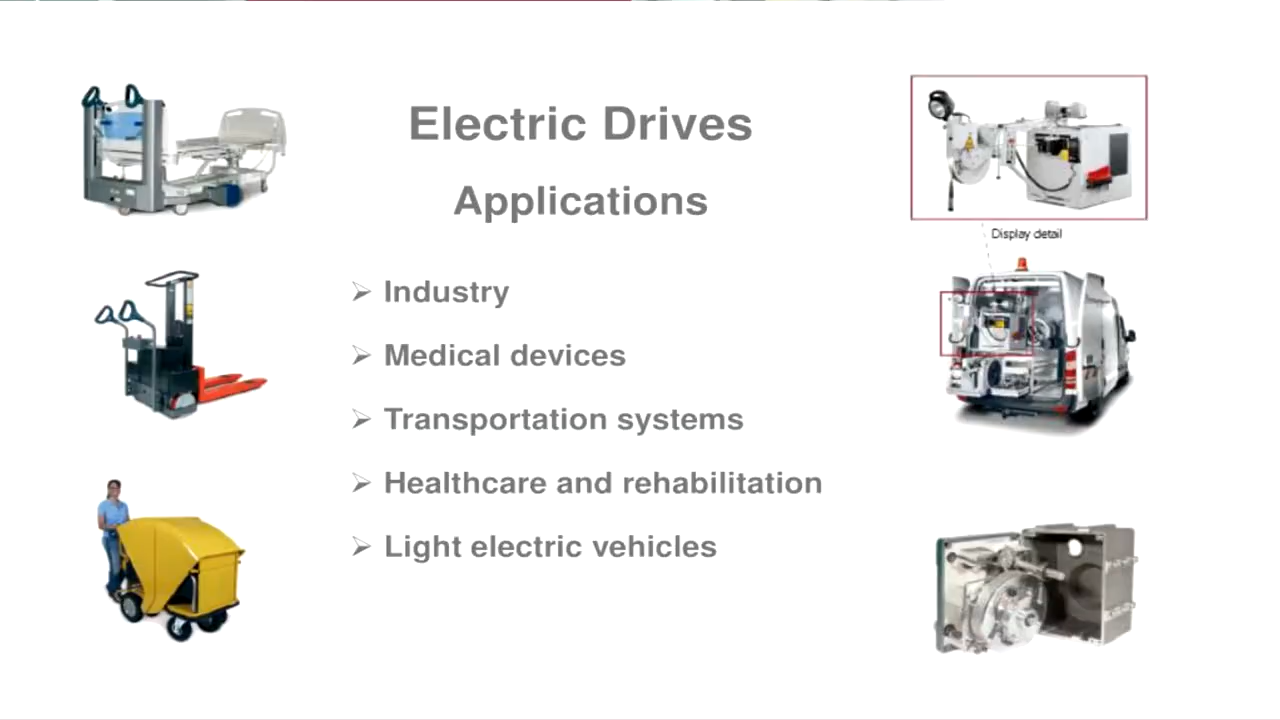 Electric Drives
Applications
➢ Industry
➢ Medical devices
➢ Transportation systems
➢ Healthcare and rehabilitation
➢ Light electric vehicles
Display detail